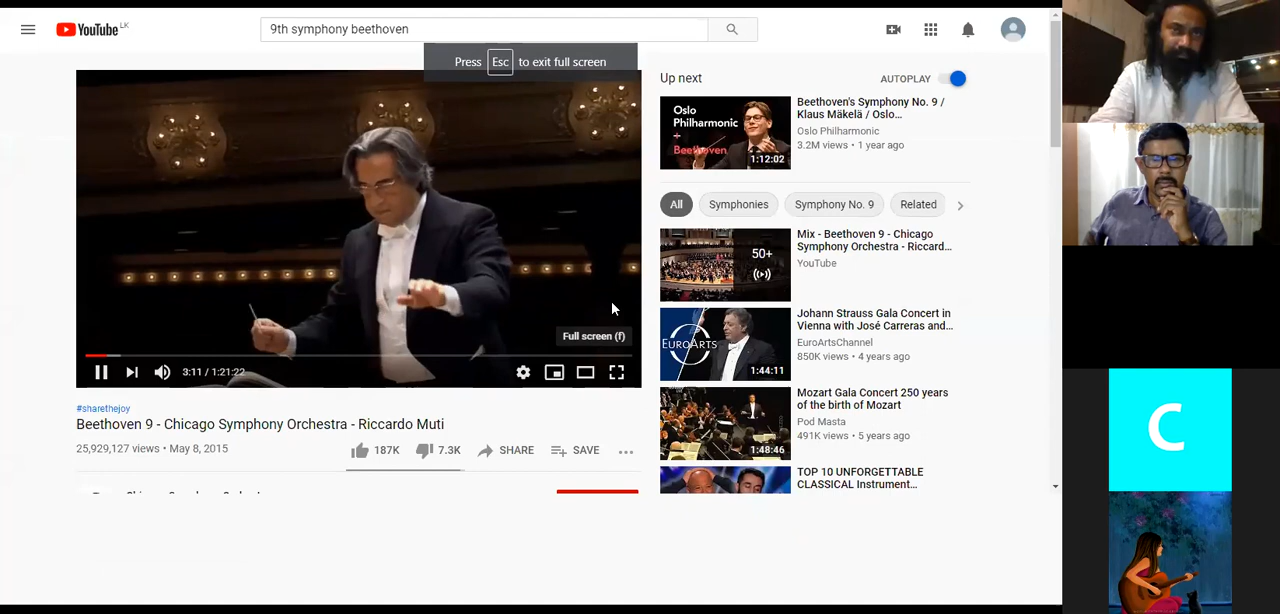 YouTube LK
9th symphony beethoven
Press Esc to exit full screen
Full screen (f)
3:11 / 1:21:22
#sharethejoy
Beethoven 9 - Chicago Symphony Orchestra - Riccardo Muti
25,929,127 views • May 8, 2015
187K
7.3K
SHARE
SAVE
Up next
AUTOPLAY
Oslo
Philharmonic
+
Beethoven
1:12:02
Beethoven's Symphony No. 9 /
Klaus Mäkelä / Oslo...
Oslo Philharmonic
3.2M views • 1 year ago
All
Symphonies
Symphony No. 9
Related
50+
Mix - Beethoven 9 - Chicago
Symphony Orchestra - Riccard...
YouTube
EUROARTS
1:44:11
Johann Strauss Gala Concert in
Vienna with José Carreras and...
EuroArtsChannel
850K views • 4 years ago
1:48:46
Mozart Gala Concert 250 years
of the birth of Mozart
Pod Masta
491K views • 5 years ago
TOP 10 UNFORGETTABLE
CLASSICAL Instrument...
C